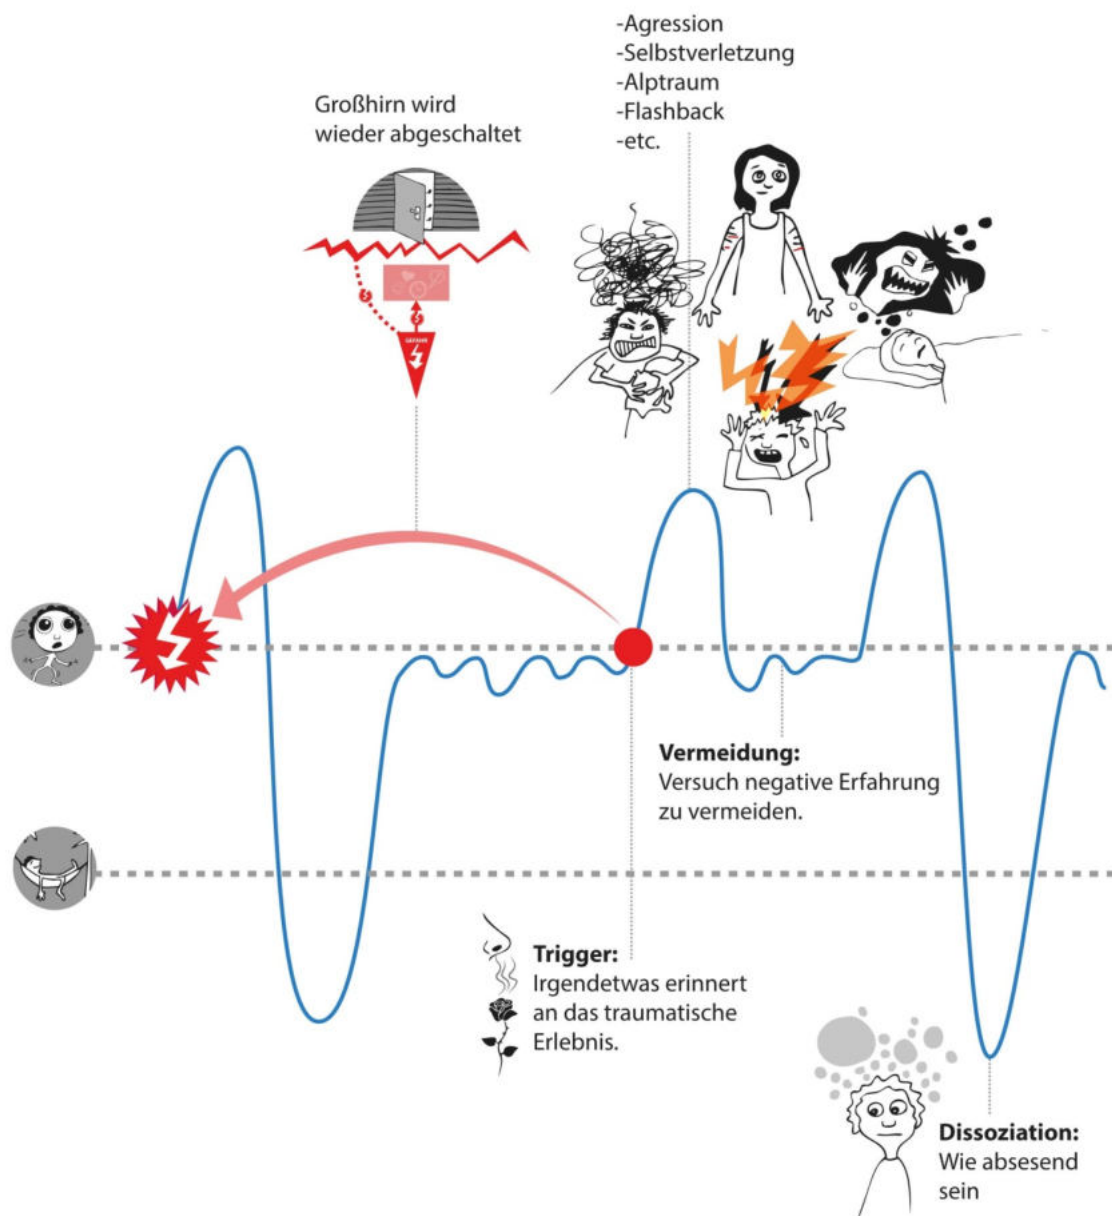 -Agression
-Selbstverletzung
-Alptraum
-Flashback
-etc.
Großhirn wird
wieder abgeschaltet
GEFAHR
Vermeidung:
Versuch negative Erfahrung
zu vermeiden.
Trigger:
Irgendetwas erinnert
an das traumatische
Erlebnis.
Dissoziation:
Wie absesend
sein